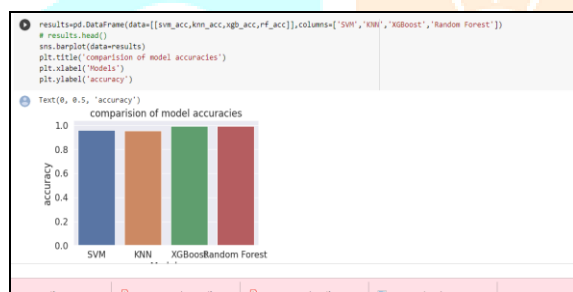 results=pd.DataFrame(data=[[svm_acc,knn_acc,xgb_acc,rf_acc]],columns=['SVM','KNN','XGBoost','Random Forest'])
# results.head()
sns.barplot(data=results)
plt.title('comparision of model accuracies')
plt.xlabel('Models')
plt.ylabel('accuracy')
Text(0, 0.5, 'accuracy')
comparision of model accuracies
1.0
0.8
0.6
0.4
0.2
0.0
accuracy
SVM KNN XGBoost Random Forest